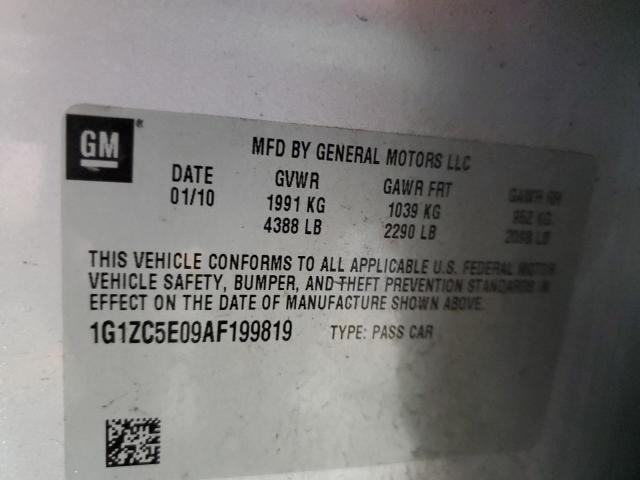 GM®
MFD BY GENERAL MOTORS LLC
DATE GVWR GAWR FRT GAWR RR
01/10 1991 KG 1039 KG 952 KG
4388 LB 2290 LB 2098 LB
THIS VEHICLE CONFORMS TO ALL APPLICABLE U.S. FEDERAL MOTOR
VEHICLE SAFETY, BUMPER, AND THEFT PREVENTION STANDARDS IN
EFFECT ON THE DATE OF MANUFACTURE SHOWN ABOVE.
1G1ZC5E09AF199819 TYPE: PASS CAR